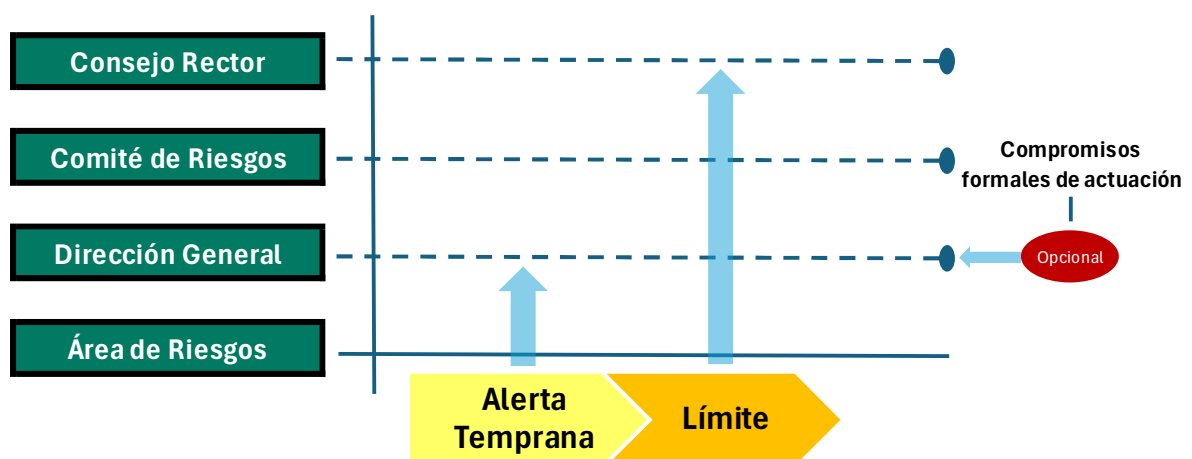 Consejo Rector
Comité de Riesgos
Compromisos
formales de actuación
Dirección General
Opcional
Área de Riesgos
Alerta
Temprana
Límite